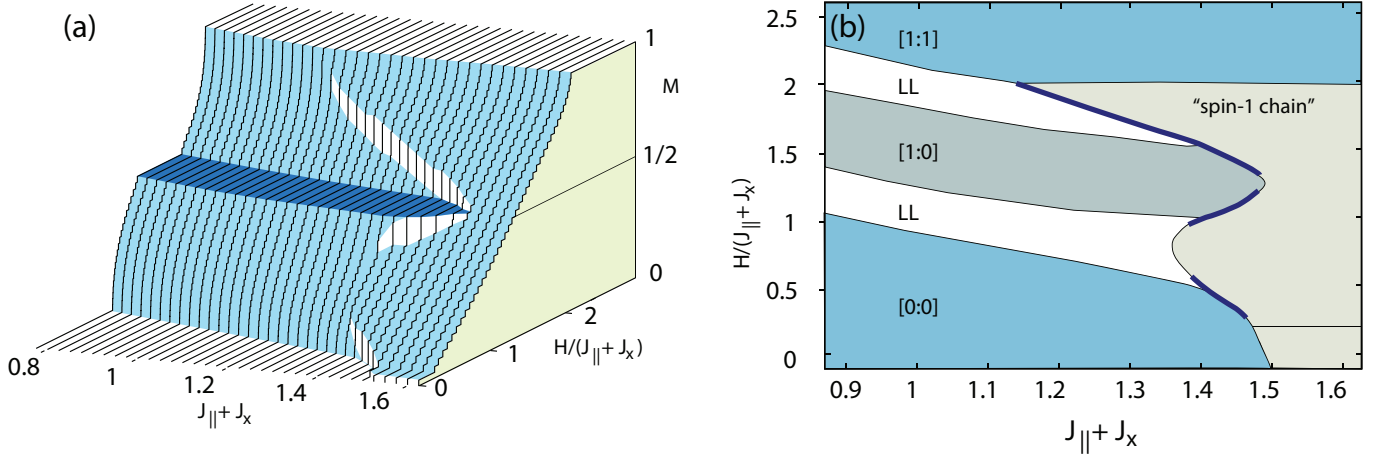 (a)
1
M
1/2
0
2
1
0
H/(J|| + Jx)
0.8
1
1.2
1.4
1.6
J|| + Jx
(b)
2.5
2
1.5
1
0.5
0
H/(J|| + Jx)
[1:1]
LL
"spin-1 chain"
[1:0]
LL
[0:0]
0.9
1
1.1
1.2
1.3
1.4
1.5
1.6
J|| + Jx